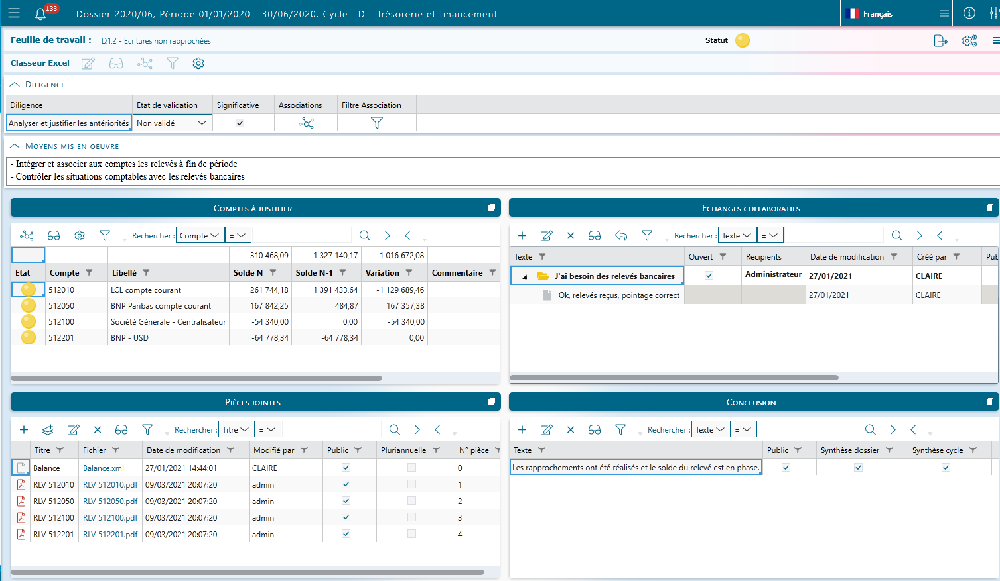 133
Dossier 2020/06, Période 01/01/2020 - 30/06/2020, Cycle : D - Trésorerie et financement
Français
Feuille de travail : D.1.2 - Ecritures non rapprochées
Statut
Classeur Excel
Diligence
Diligence Etat de validation Significative Associations Filtre Association
Analyser et justifier les antériorités Non validé
Moyens mis en oeuvre
- Intégrer et associer aux comptes les relevés à fin de période
- Contrôler les situations comptables avec les relevés bancaires
Comptes à justifier
Rechercher : Compte =
310 468,09 1 327 140,17 -1 016 672,08
Etat Compte Libellé Solde N Solde N-1 Variation Commentaire
512010 LCL compte courant 261 744,18 1 391 433,64 -1 129 689,46
512050 BNP Paribas compte courant 167 842,25 484,87 167 357,38
512100 Société Générale - Centralisateur -54 340,00 0,00 -54 340,00
512201 BNP - USD -64 778,34 -64 778,34 0,00
Echanges collaboratifs
Rechercher : Texte =
Texte Ouvert Recipients Date de modification Créé par Pub
J'ai besoin des relevés bancaires Administrateur 27/01/2021 CLAIRE
Ok, relevés reçus, pointage correct 27/01/2021 CLAIRE
Pièces jointes
Rechercher : Titre =
Titre Fichier Date de modification Modifié par Public Pluriannuelle N° pièce
Balance Balance.xml 27/01/2021 14:44:01 CLAIRE 0
RLV 512010 RLV 512010.pdf 09/03/2021 20:07:20 admin 1
RLV 512050 RLV 512050.pdf 09/03/2021 20:07:20 admin 2
RLV 512100 RLV 512100.pdf 09/03/2021 20:07:20 admin 3
RLV 512201 RLV 512201.pdf 09/03/2021 20:07:20 admin 4
Conclusion
Rechercher : Texte =
Texte Public Synthèse dossier Synthèse cycle
Les rapprochements ont été réalisés et le solde du relevé est en phase.